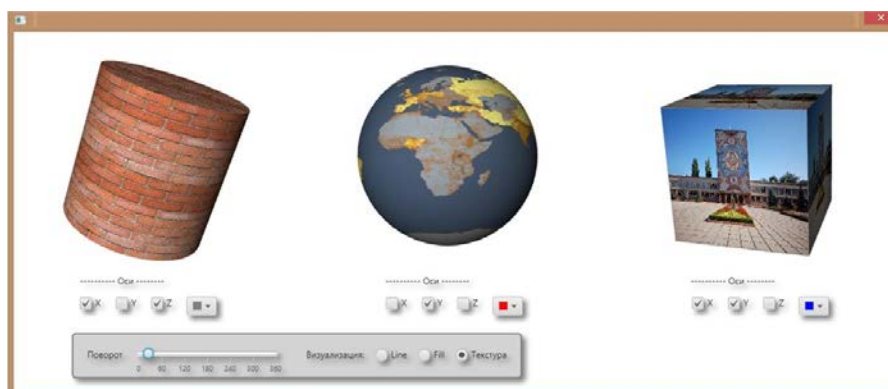 ---------- Оси --------
X Y Z
---------- Оси --------
X Y Z
---------- Оси --------
X Y Z
Поворот 0 60 120 180 240 300 360 Визуализация: Line Fill Текстура